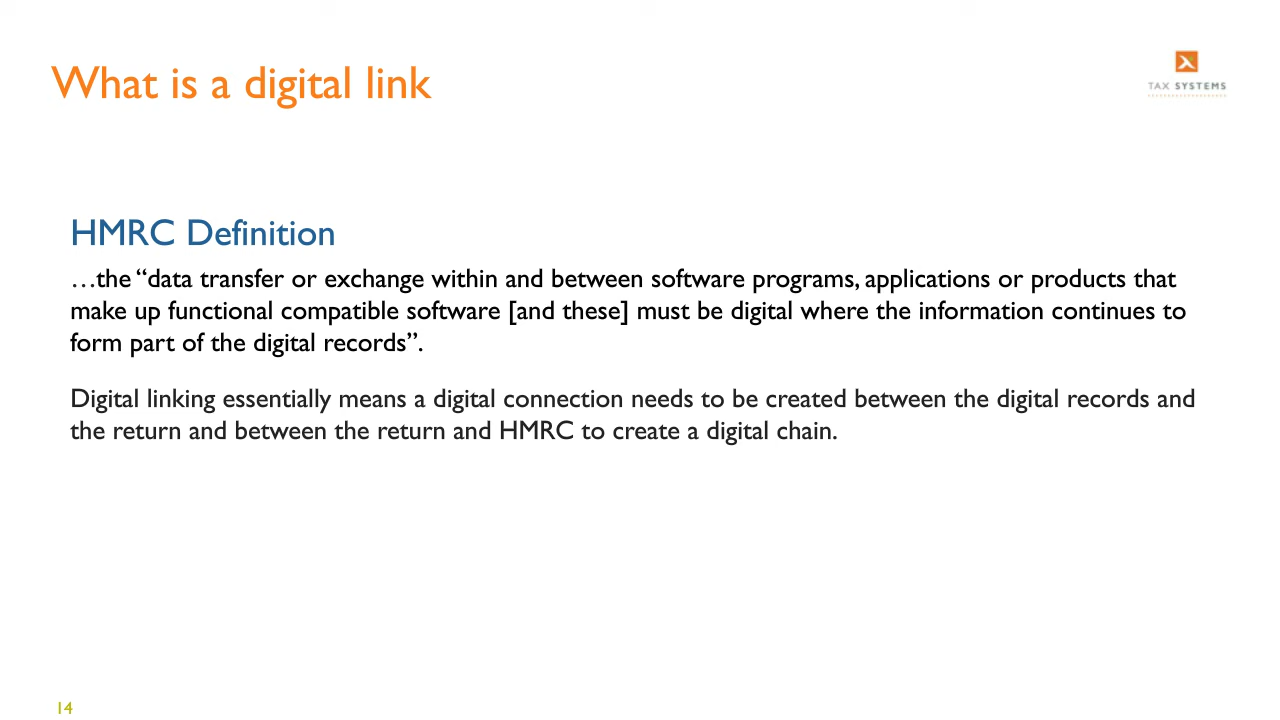 What is a digital link
TAX SYSTEMS
HMRC Definition
…the “data transfer or exchange within and between software programs, applications or products that
make up functional compatible software [and these] must be digital where the information continues to
form part of the digital records”.
Digital linking essentially means a digital connection needs to be created between the digital records and
the return and between the return and HMRC to create a digital chain.
14